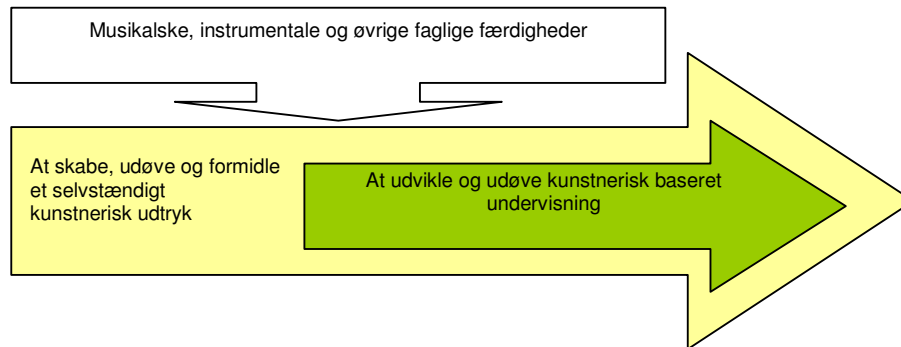 Musikalske, instrumentale og øvrige faglige færdigheder
At skabe, udøve og formidle
et selvstændigt
kunstnerisk udtryk
At udvikle og udøve kunstnerisk baseret
undervisning